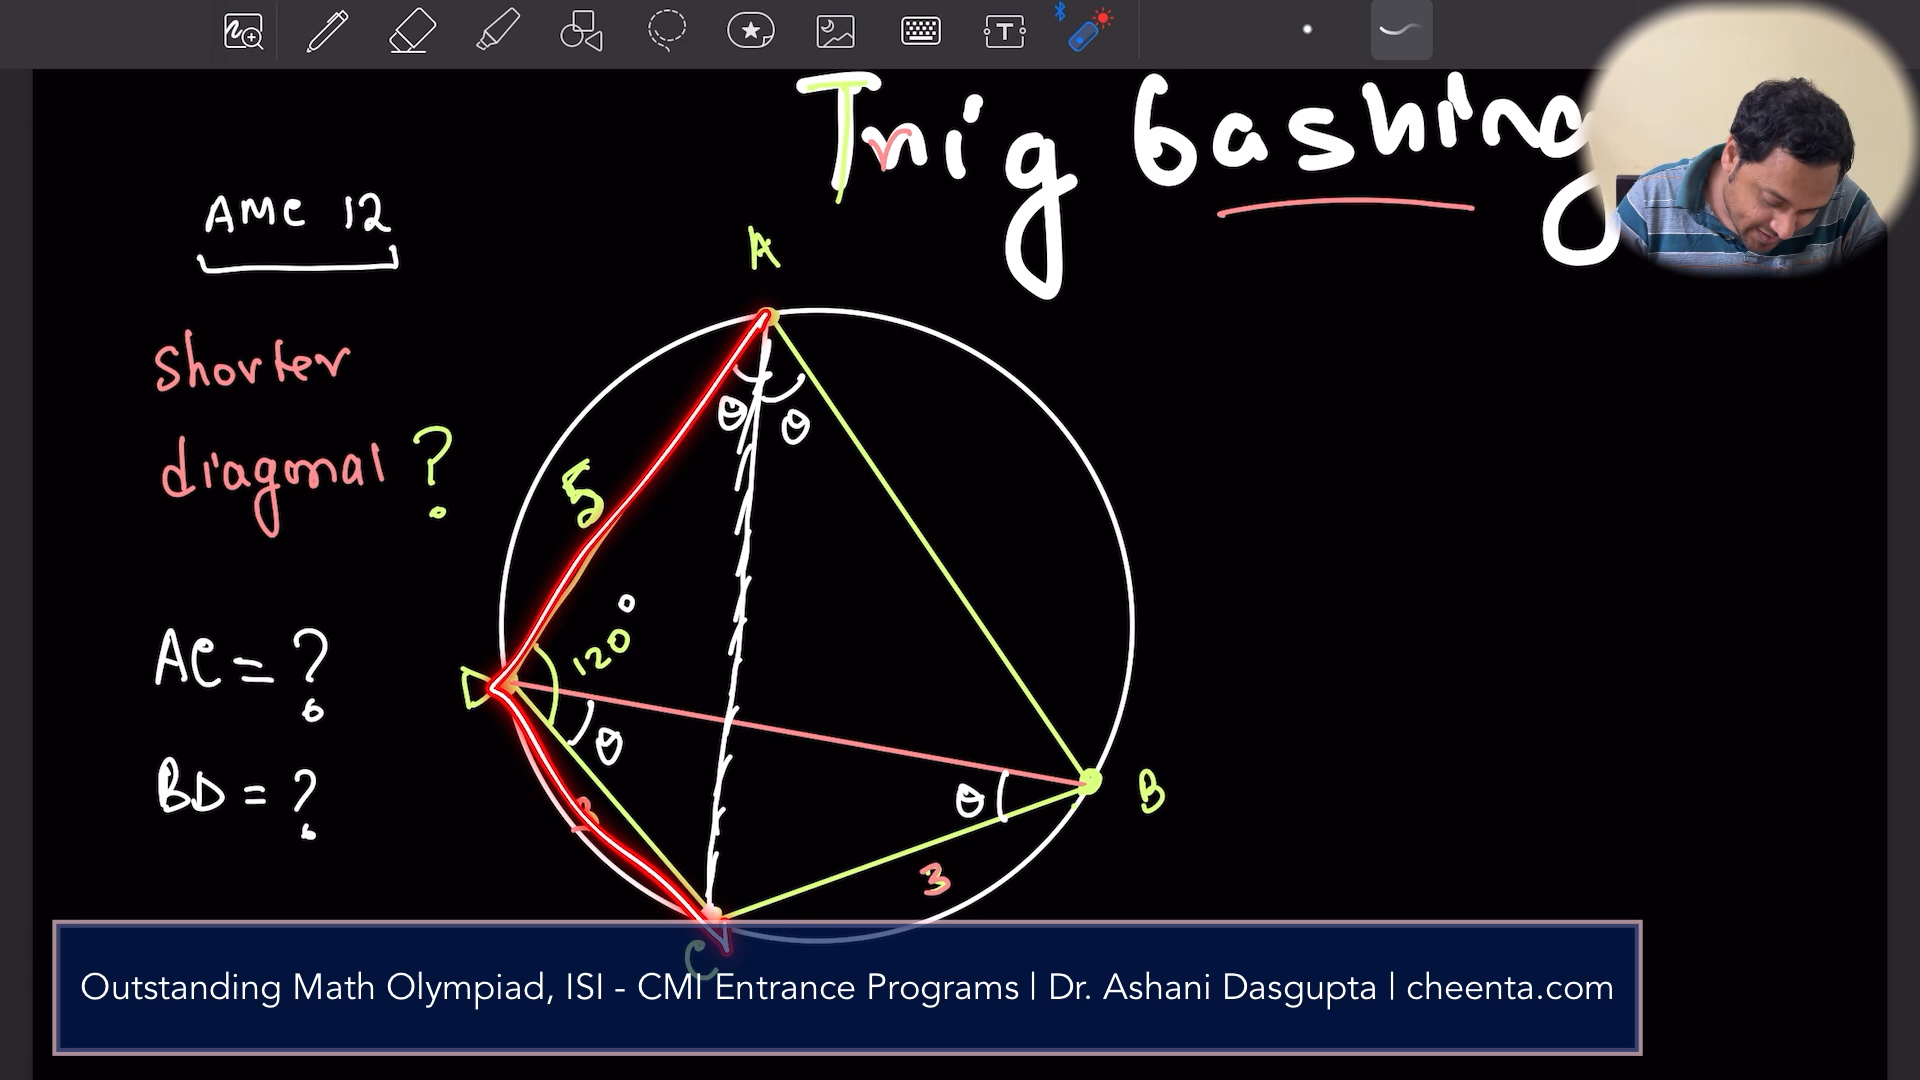 Trig bashing
AMC 12
shorter
diagonal ?
AC = ?
BD = ?
A
θ θ
5
120°
D
θ
θ
B
3
3
C
Outstanding Math Olympiad, ISI - CMI Entrance Programs | Dr. Ashani Dasgupta | cheenta.com